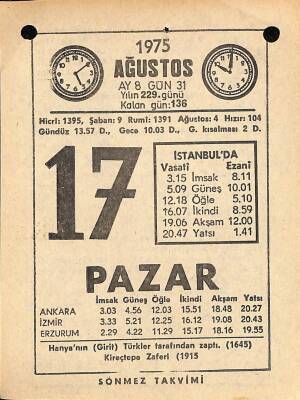 1975
AĞUSTOS
AY 8 GÜN 31
Yılın 229. günü
Kalan gün: 136
Hicrî: 1395, Şaban: 9 Rumî: 1391 Ağustos: 4 Hızır: 104
Gündüz 13.57 D., Gece 10.03 D., G. kısalması 2 D.
17
İSTANBUL'DA
Vasatî Ezanî
3.15 İmsak 8.11
5.09 Güneş 10.01
12.18 Öğle 5.10
16.07 İkindi 8.59
19.06 Akşam 12.00
20.47 Yatsı 1.41
PAZAR
İmsak Güneş Öğle İkindi Akşam Yatsı
ANKARA 3.03 4.56 12.03 15.51 18.48 20.27
İZMİR 3.33 5.21 12.25 16.12 19.08 20.43
ERZURUM 2.29 4.22 11.29 15.17 18.16 19.55
Hanya'nın (Girit) Türkler tarafından zaptı. (1645)
Kireçtepe Zaferi (1915
SÖNMEZ TAKVİMİ